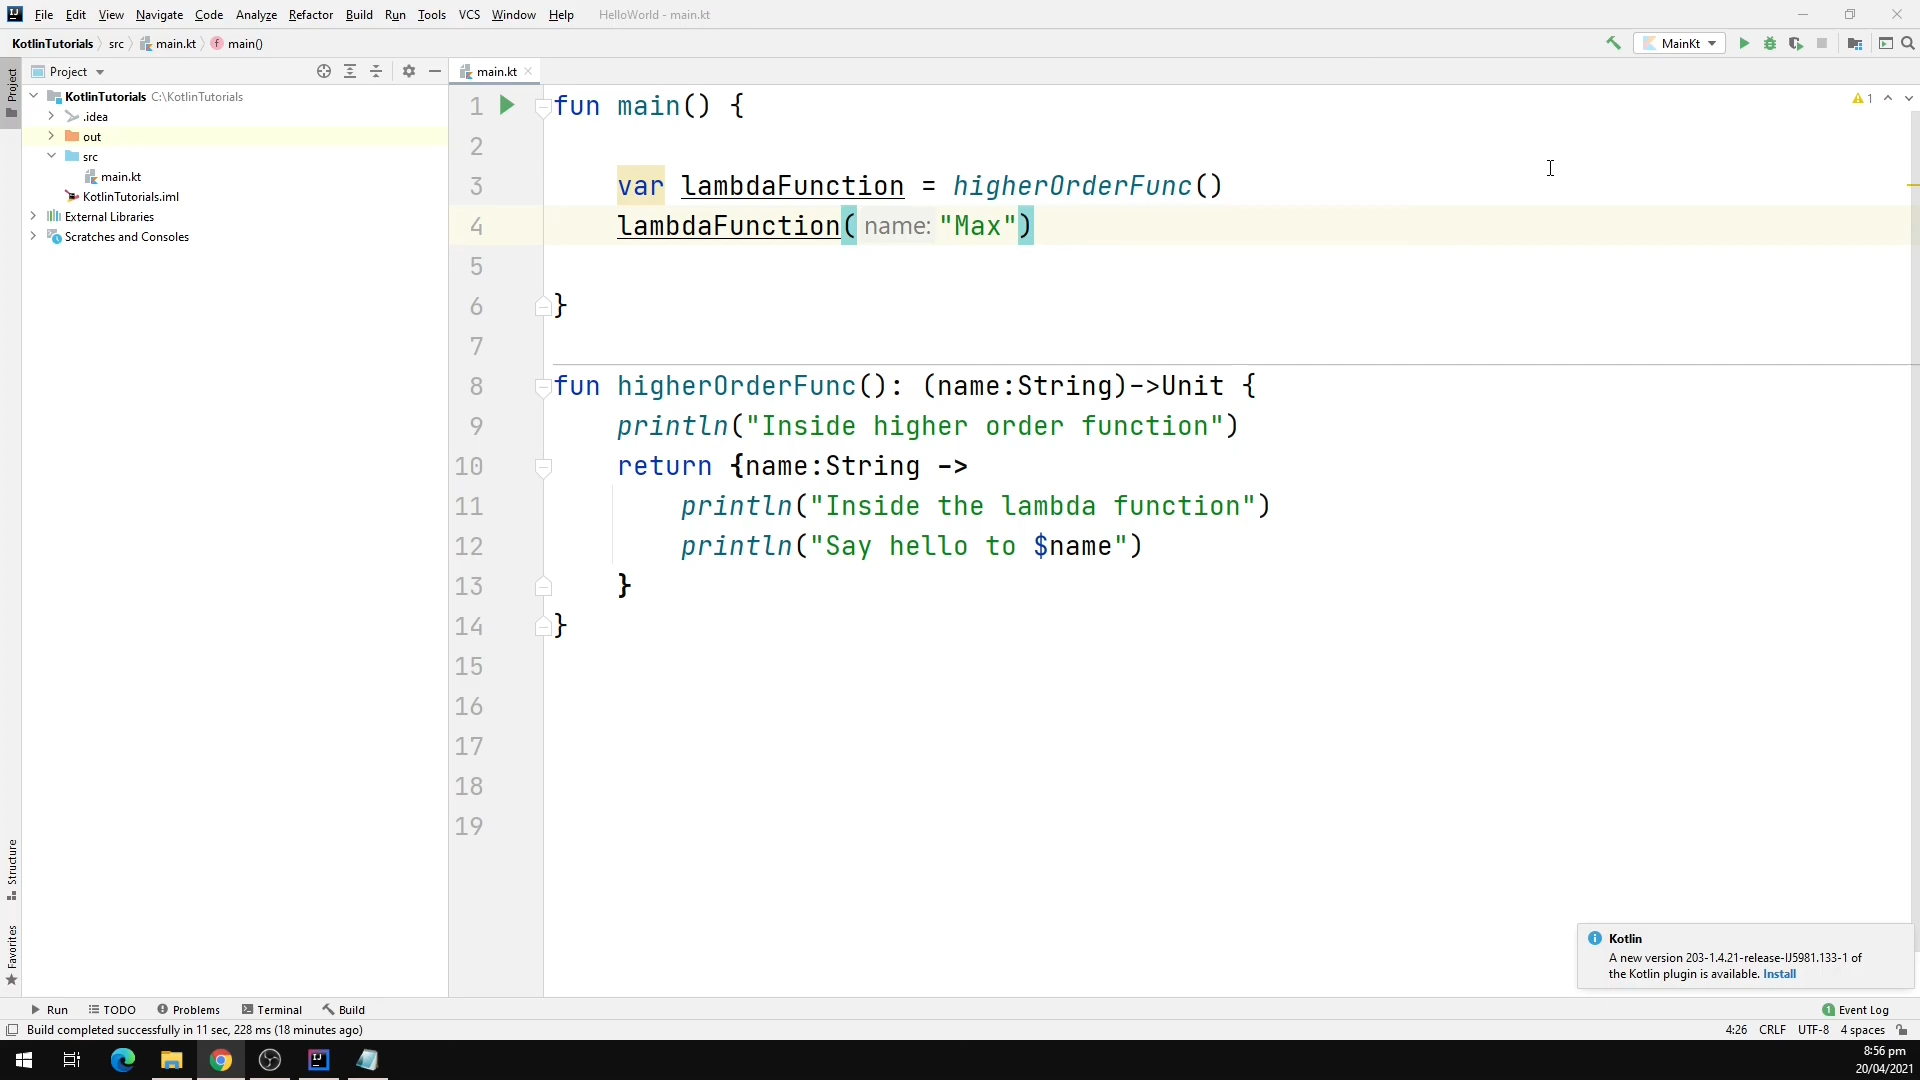 File Edit View Navigate Code Analyze Refactor Build Run Tools VCS Window Help HelloWorld - main.kt
KotlinTutorials src main.kt main() MainKt
Project main.kt
Project
KotlinTutorials C:\KotlinTutorials
.idea
out
src
main.kt
KotlinTutorials.iml
External Libraries
Scratches and Consoles
1
1 fun main() {
2
3 var lambdaFunction = higherOrderFunc()
4 lambdaFunction( name: "Max")
5
6 }
7
8 fun higherOrderFunc(): (name:String)->Unit {
9 println("Inside higher order function")
10 return {name:String ->
11 println("Inside the lambda function")
12 println("Say hello to $name")
13 }
14 }
15
16
17
18
19
Structure
Favorites
Kotlin
A new version 203-1.4.21-release-IJ5981.133-1 of
the Kotlin plugin is available. Install
Run TODO Problems Terminal Build 1 Event Log
Build completed successfully in 11 sec, 228 ms (18 minutes ago) 4:26 CRLF UTF-8 4 spaces
8:56 pm
20/04/2021